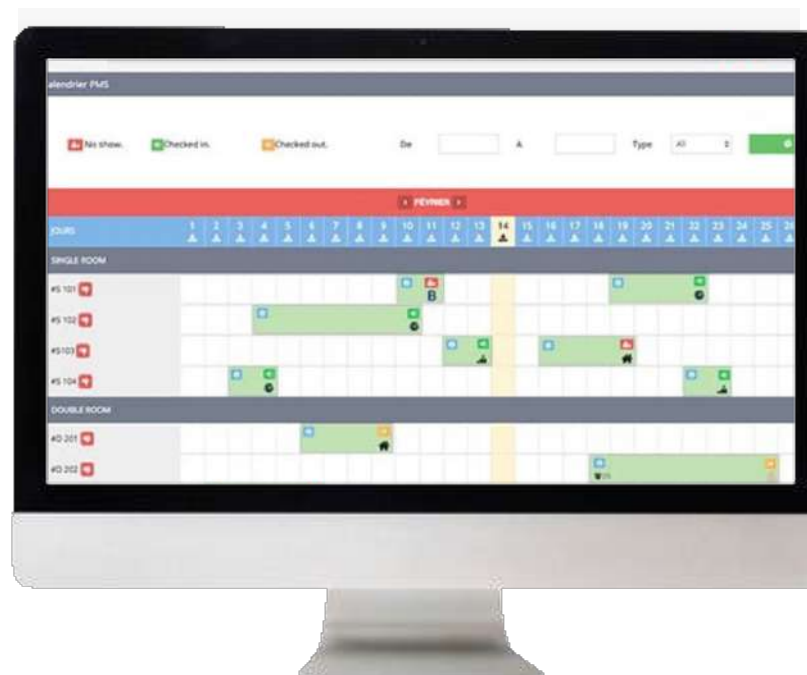 alendrier PMS
No show. Checked in. Checked out. De A Type All
FÉVRIER
JOURS 1 2 3 4 5 6 7 8 9 10 11 12 13 14 15 16 17 18 19 20 21 22 23 24 25 26
SINGLE ROOM
#S 101 B
#S 102
#S103
#S 104
DOUBLE ROOM
#D 201
#D 202